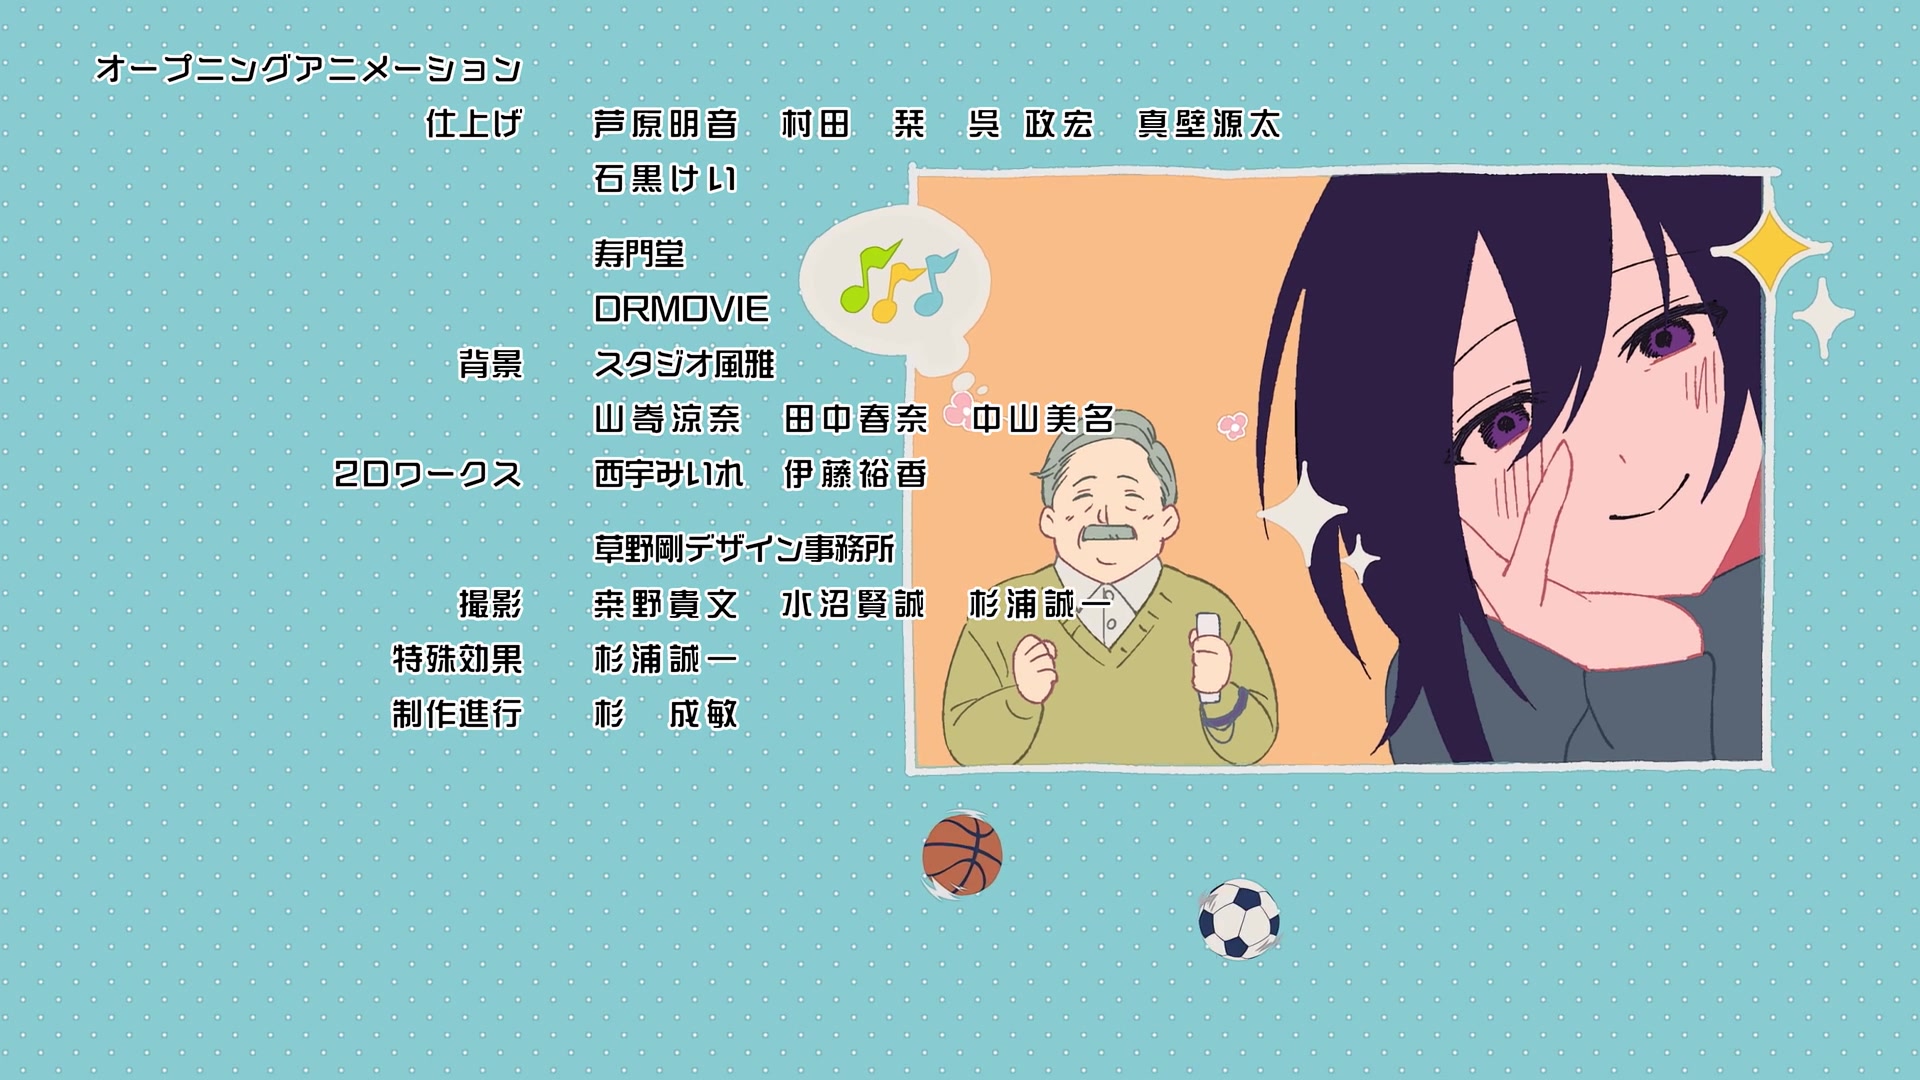 オープニングアニメーション
仕上げ 芦原明音 村田 栞 呉 政宏 真壁源太
石黒けい
寿門堂
DRMOVIE
背景 スタジオ風雅
山嵜涼奈 田中春奈 中山美名
2Dワークス 西宇みいれ 伊藤裕香
草野剛デザイン事務所
撮影 桒野貴文 水沼賢誠 杉浦誠一
特殊効果 杉浦誠一
制作進行 杉 成敏